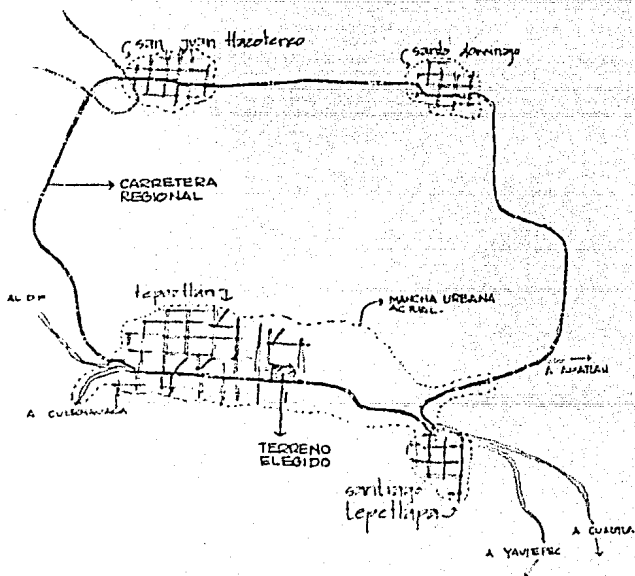 san juan tlacotenco
santo domingo
CARRETERA
REGIONAL
tepoztlan
MANCHA URBANA
ACTUAL.
AL DF
A AMATLAN
A CUERNAVACA
TERRENO
ELEGIDO
santiago
tepetlapa
A CUAUTLA
A YAUTEPEC